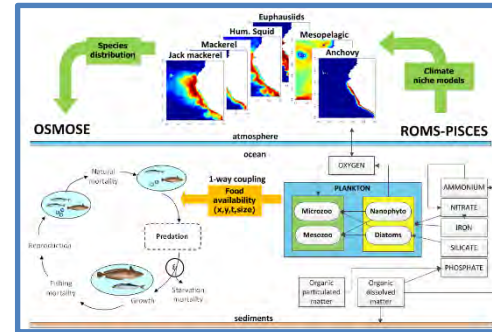 Euphausiids
Hum. Squid
Mesopelagic
Mackerel
Jack mackerel
Anchovy
Species
distribution
Climate
niche models
OSMOSE
ROMS-PISCES
atmosphere
ocean
OXYGEN
Natural mortality
1-way coupling
Food
availability
(x,y,t,size)
PLANKTON
Microzoo
Nanophyto
Mesozoo
Diatoms
AMMONIUM
NITRATE
IRON
SILICATE
PHOSPHATE
Predation
Reproduction
Fishing
mortality
Growth
Starvation
mortality
Organic
particulated
matter
Organic
dissolved
matter
sediments